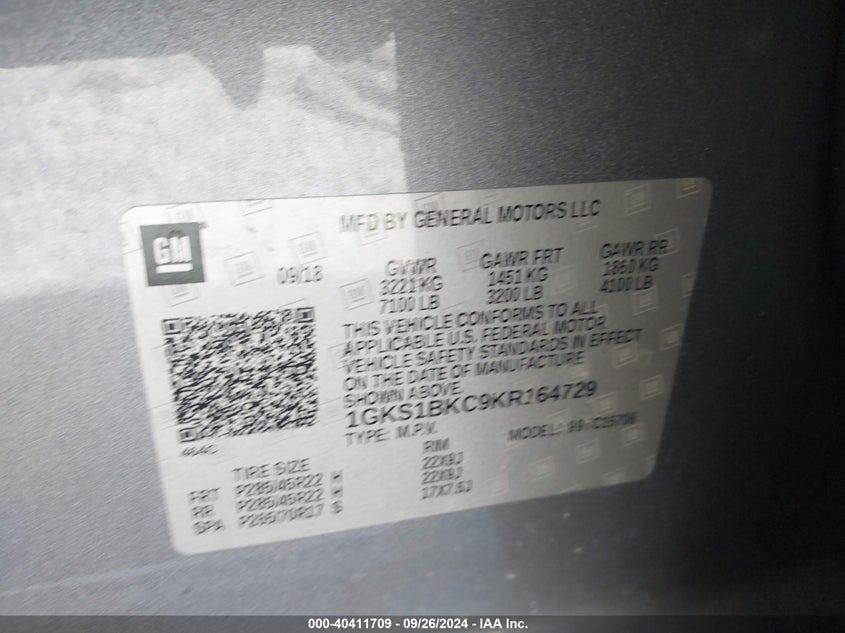 MFD BY GENERAL MOTORS LLC
GM
09/18
GVWR GAWR FRT GAWR RR
3221 KG 1451 KG 1860 KG
7100 LB 3200 LB 4100 LB
THIS VEHICLE CONFORMS TO ALL
APPLICABLE U.S. FEDERAL MOTOR
VEHICLE SAFETY STANDARDS IN EFFECT
ON THE DATE OF MANUFACTURE
SHOWN ABOVE.
1GKS1BKC9KR164729
TYPE: M.P.V. MODEL:
464C
TIRE SIZE RIM
FRT P285/45R22 H 22X9J
RR P285/45R22 H 22X9J
SPA P265/70R17 S 17X7.5J
000-40411709 - 09/26/2024 - IAA Inc.